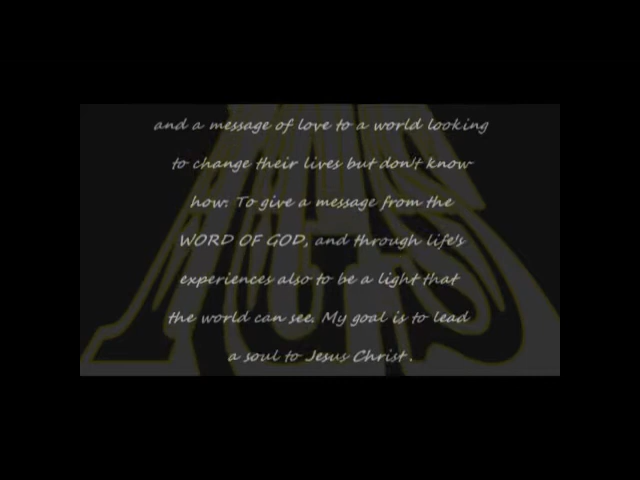 and a message of love to a world looking
to change their lives but don't know
how. To give a message from the
WORD OF GOD, and through life's
experiences also to be a light that
the world can see. My goal is to lead
a soul to Jesus Christ.